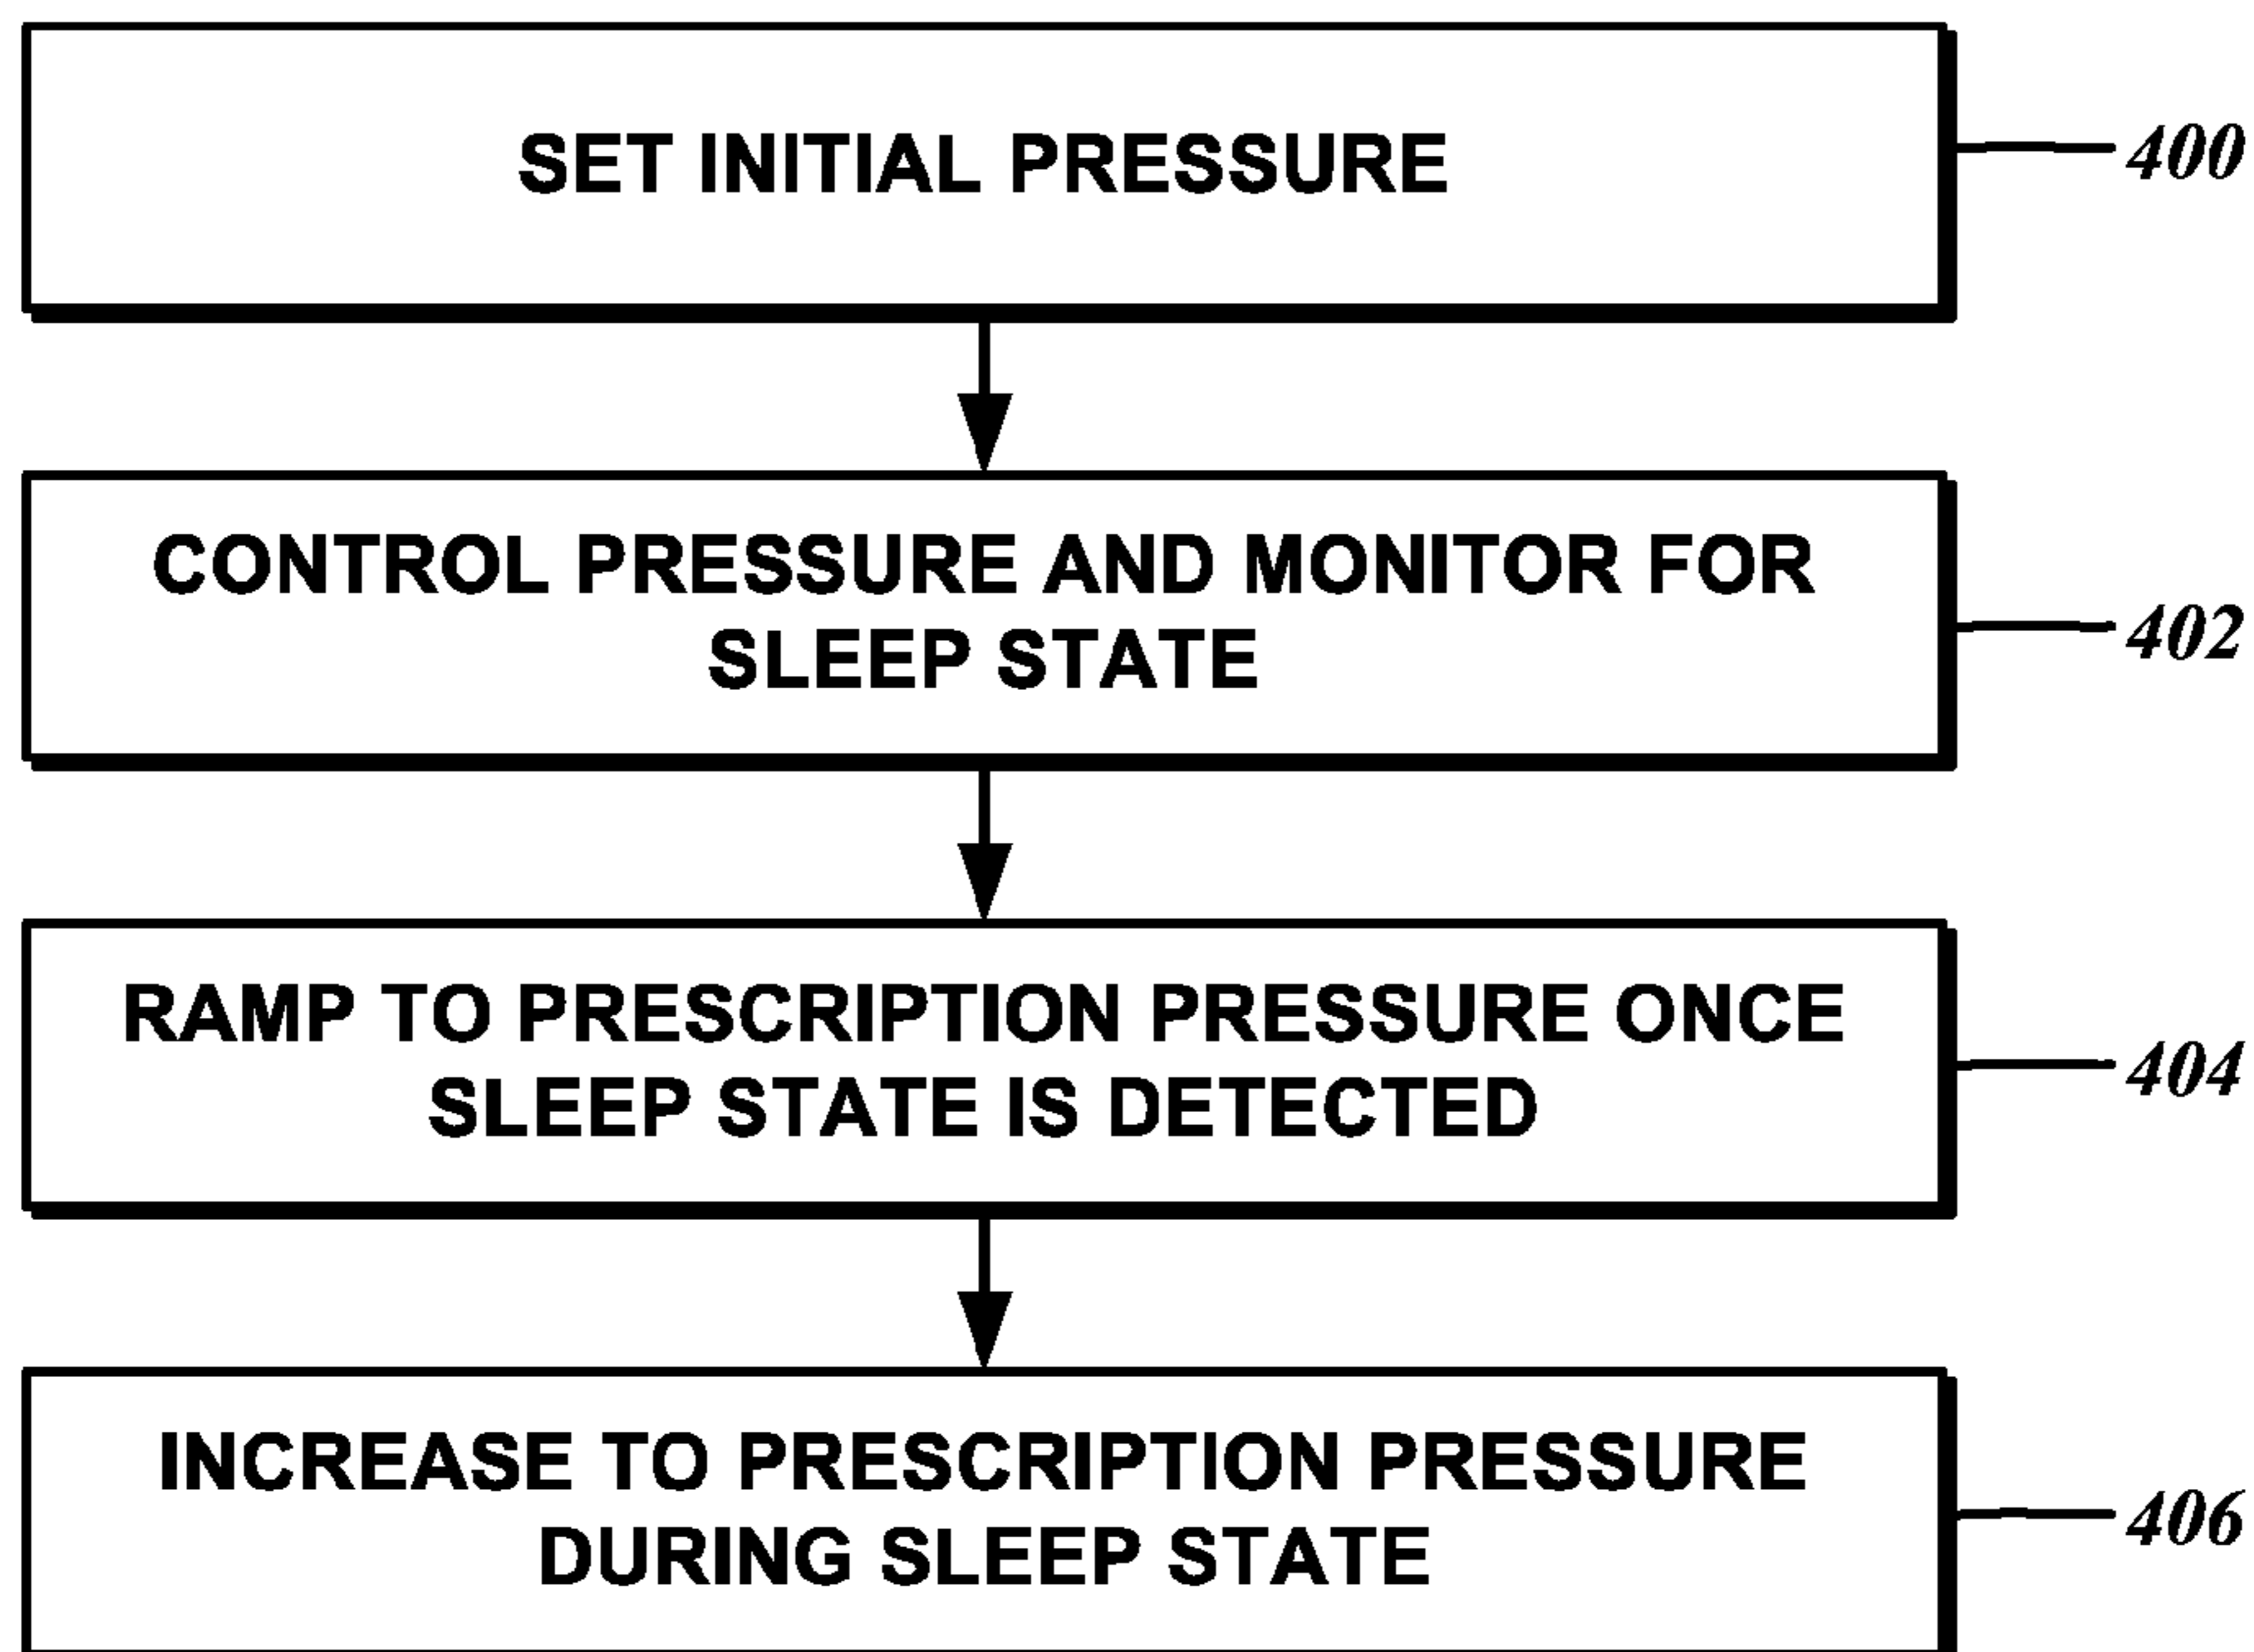 SET INITIAL PRESSURE
400
CONTROL PRESSURE AND MONITOR FOR
SLEEP STATE
402
RAMP TO PRESCRIPTION PRESSURE ONCE
SLEEP STATE IS DETECTED
404
INCREASE TO PRESCRIPTION PRESSURE
DURING SLEEP STATE
406